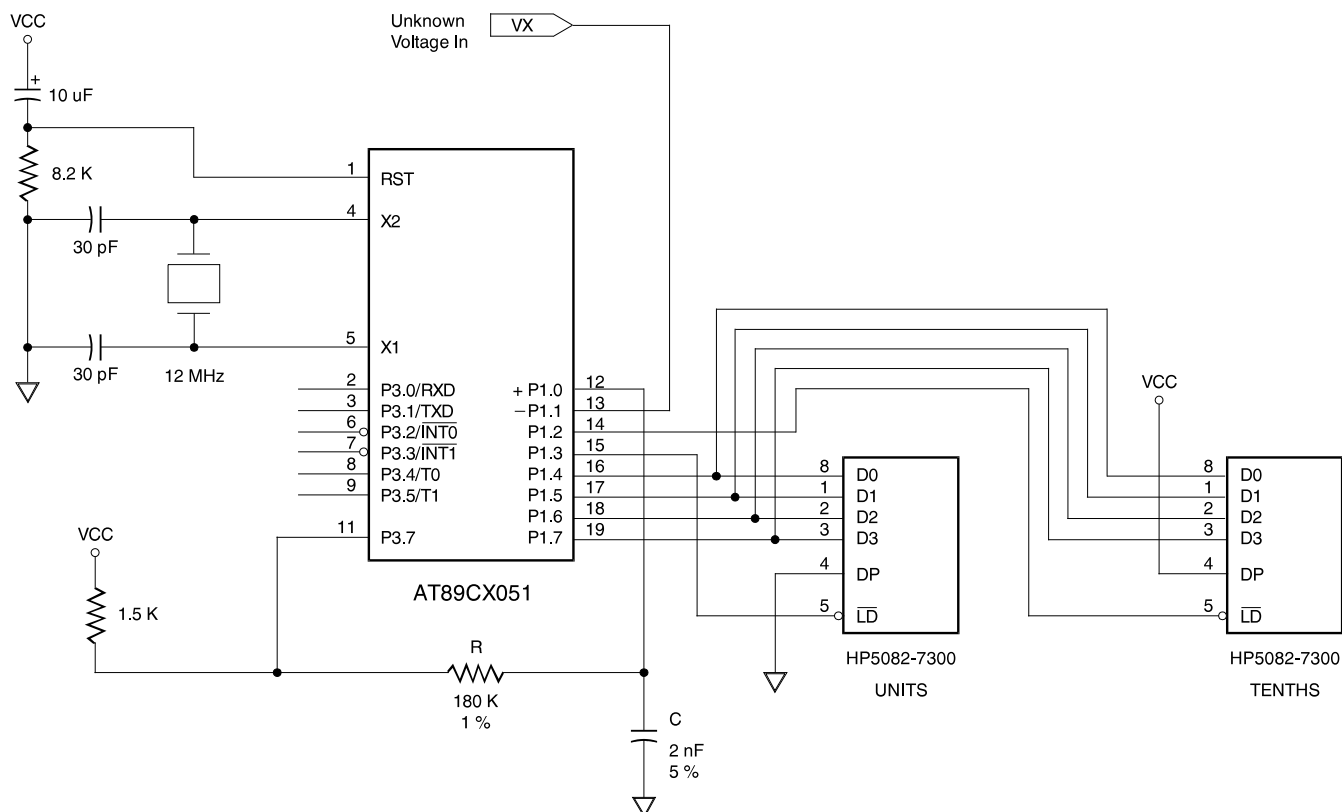 VCC
Unknown
Voltage In
VX
+
10 uF
8.2 K
30 pF
30 pF
12 MHz
1 RST
4 X2
5 X1
2 P3.0/RXD
3 P3.1/TXD
6 P3.2/INT0
7 P3.3/INT1
8 P3.4/T0
9 P3.5/T1
11 P3.7
+ P1.0 12
−P1.1 13
P1.2 14
P1.3 15
P1.4 16
P1.5 17
P1.6 18
P1.7 19
AT89CX051
VCC
1.5 K
R
180 K
1 %
C
2 nF
5 %
8 D0
1 D1
2 D2
3 D3
4 DP
5 LD
HP5082-7300
UNITS
VCC
8 D0
1 D1
2 D2
3 D3
4 DP
5 LD
HP5082-7300
TENTHS